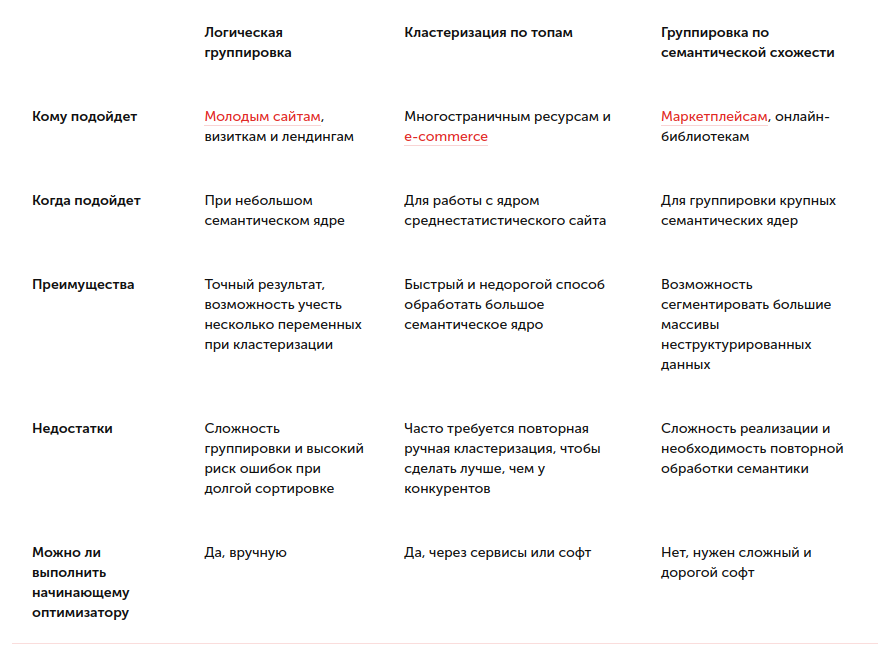 Логическая
группировка
Кластеризация по топам
Группировка по
семантической схожести
Кому подойдет
Молодым сайтам,
визиткам и лендингам
Многостраничным ресурсам и
e-commerce
Маркетплейсам, онлайн-
библиотекам
Когда подойдет
При небольшом
семантическом ядре
Для работы с ядром
среднестатистического сайта
Для группировки крупных
семантических ядер
Преимущества
Точный результат,
возможность учесть
несколько переменных
при кластеризации
Быстрый и недорогой способ
обработать большое
семантическое ядро
Возможность
сегментировать большие
массивы
неструктурированных
данных
Недостатки
Сложность
группировки и высокий
риск ошибок при
долгой сортировке
Часто требуется повторная
ручная кластеризация, чтобы
сделать лучше, чем у
конкурентов
Сложность реализации и
необходимость повторной
обработки семантики
Можно ли
выполнить
начинающему
оптимизатору
Да, вручную
Да, через сервисы или софт
Нет, нужен сложный и
дорогой софт